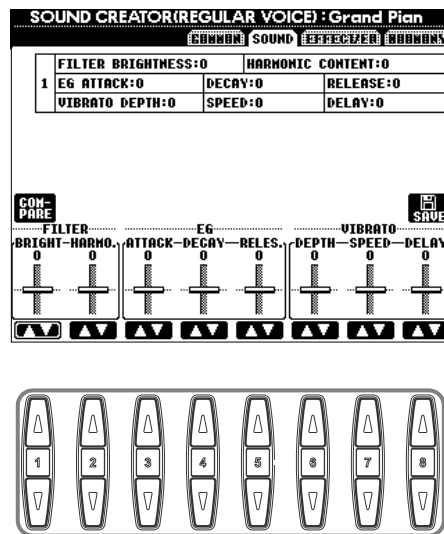 SOUND CREATOR(REGULAR VOICE) : Grand Pian
COMMON SOUND EFFECT/EQ HARMONY
FILTER BRIGHTNESS:0 HARMONIC CONTENT:0
1 EG ATTACK:0 DECAY:0 RELEASE:0
VIBRATO DEPTH:0 SPEED:0 DELAY:0
COM-
PARE
SAVE
FILTER EG VIBRATO
BRIGHT-HARMO. ATTACK-DECAY-RELES. DEPTH-SPEED-DELAY
0 0 0 0 0 0 0 0
1 2 3 4 5 6 7 8